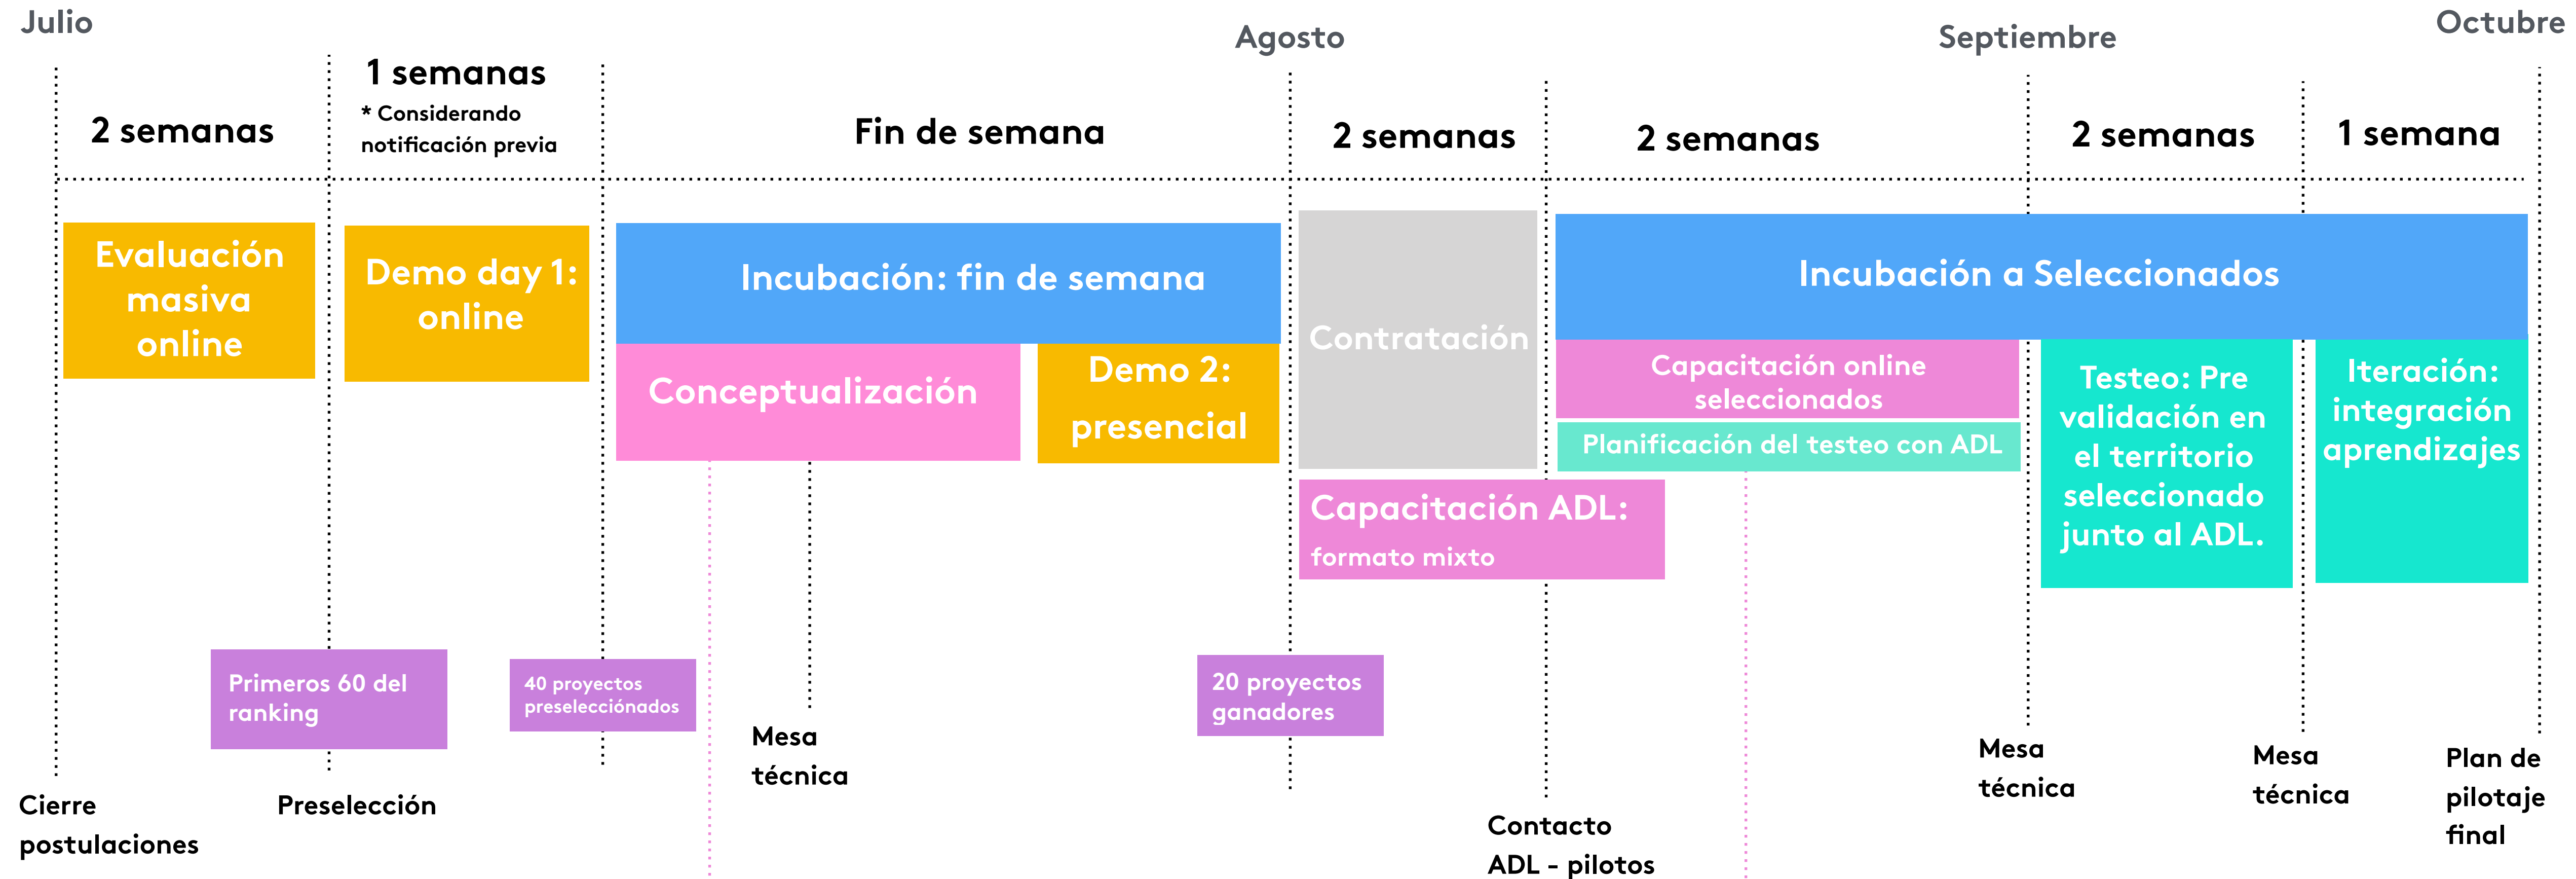 Julio
Agosto
Septiembre
Octubre
2 semanas
1 semanas
* Considerando
notificación previa
Fin de semana
2 semanas
2 semanas
2 semanas
1 semana
Evaluación
masiva
online
Demo day 1:
online
Incubación: fin de semana
Conceptualización
Demo 2:
presencial
Contratación
Capacitación ADL:
formato mixto
Incubación a Seleccionados
Capacitación online
seleccionados
Planificación del testeo con ADL
Testeo: Pre
validación en
el territorio
seleccionado
junto al ADL.
Iteración:
integración
aprendizajes
Primeros 60 del
ranking
40 proyectos
preselecciónados
20 proyectos
ganadores
Cierre
postulaciones
Preselección
Mesa
técnica
Contacto
ADL - pilotos
Mesa
técnica
Mesa
técnica
Plan de
pilotaje
final